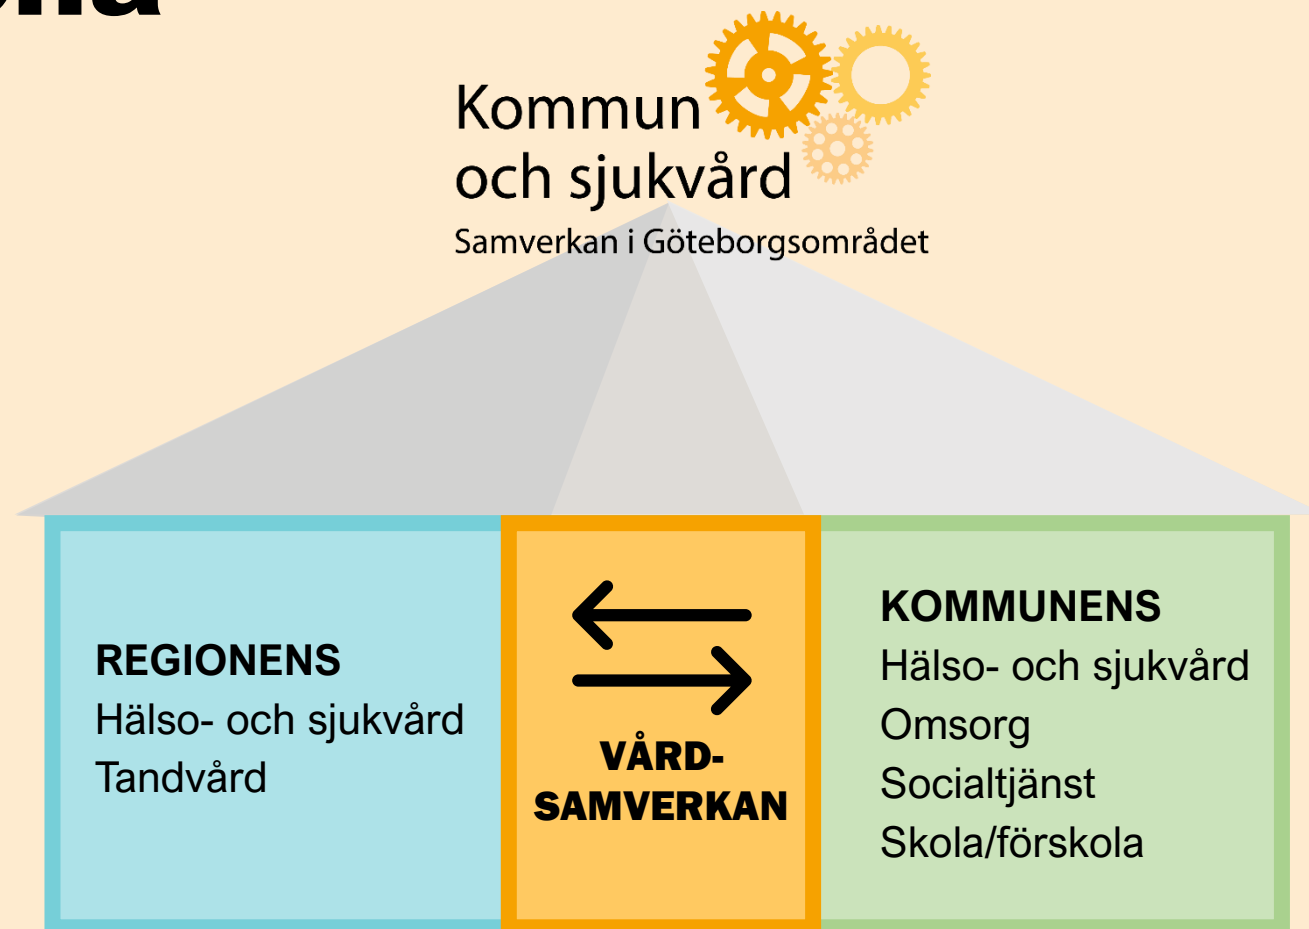 Kommun
och sjukvård
Samverkan i Göteborgsområdet
REGIONENS
Hälso- och sjukvård
Tandvård
VÅRD-
SAMVERKAN
KOMMUNENS
Hälso- och sjukvård
Omsorg
Socialtjänst
Skola/förskola